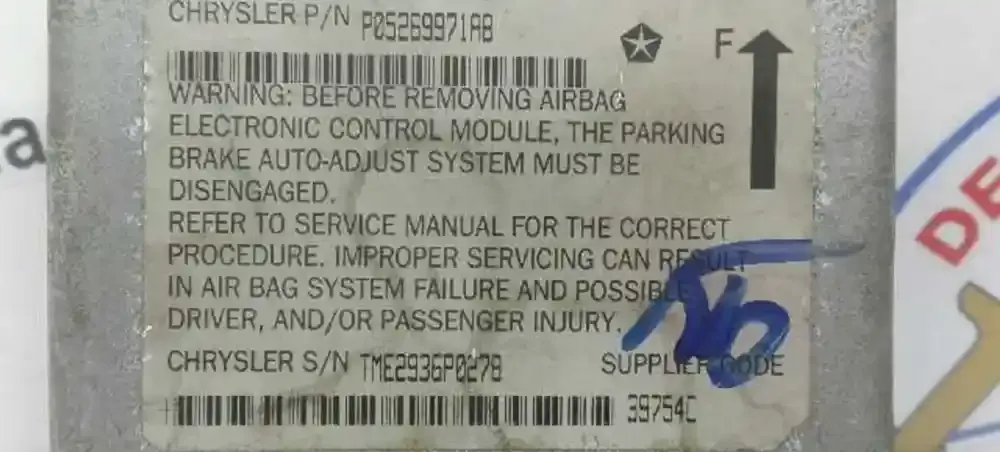 CHRYSLER P/N P05269971AB
F
WARNING: BEFORE REMOVING AIRBAG
ELECTRONIC CONTROL MODULE, THE PARKING
BRAKE AUTO-ADJUST SYSTEM MUST BE
DISENGAGED.
REFER TO SERVICE MANUAL FOR THE CORRECT
PROCEDURE. IMPROPER SERVICING CAN RESULT
IN AIR BAG SYSTEM FAILURE AND POSSIBLE
DRIVER, AND/OR PASSENGER INJURY.
CHRYSLER S/N TME2936P0278
SUPPLIER CODE
39754C
a
DE